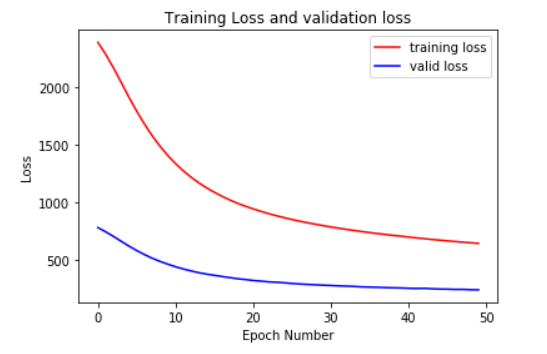 Training Loss and validation loss
training loss
valid loss
2000
1500
1000
500
Loss
0 10 20 30 40 50
Epoch Number